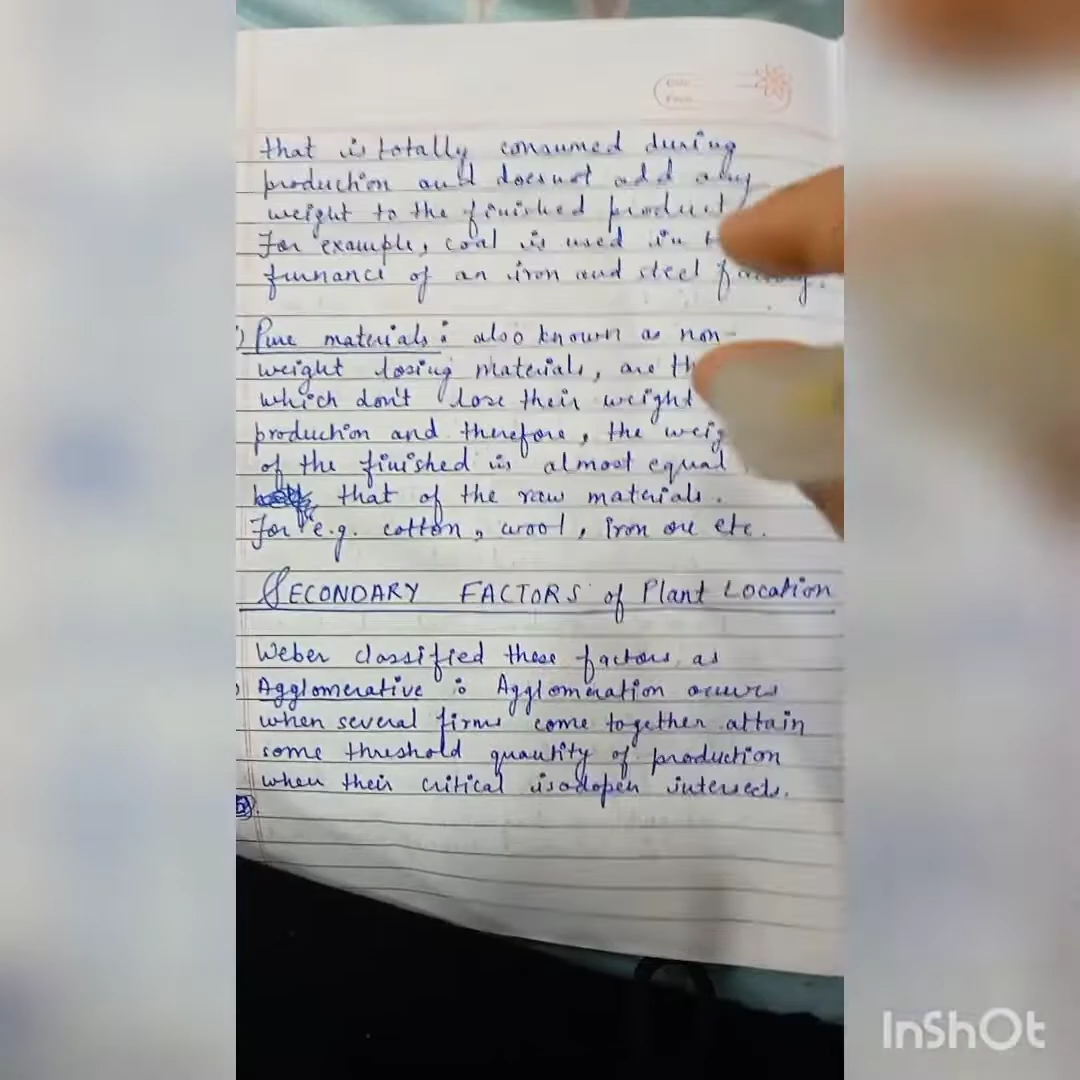 that is totally consumed during
production and doesnot add any
weight to the finished product
For example, coal is used in
furnance of an iron and steel
Pure materials : also known as non-
weight losing materials, are
which don't lose their weight
production and therefore, the
of the finished is almost equal
that of the raw materials.
For e.g. cotton, wool, iron ore etc.
SECONDARY FACTORS of Plant Location
Weber classified these factors as
Agglomerative : Agglomeration occurs
when several firms come together attain
some threshold quantity of production
when their critical isodopen intersects.
InShOt